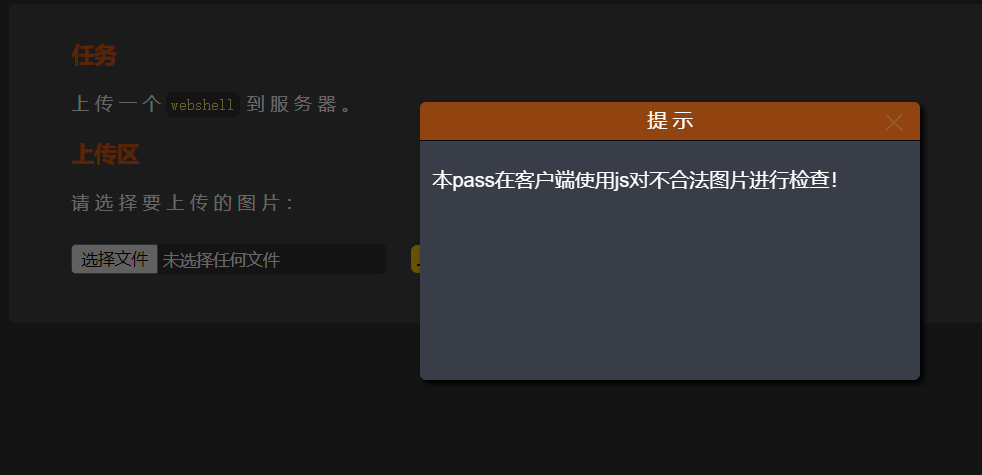 任务
上传一个 webshell 到服务器。
上传区
请选择要上传的图片：
选择文件 未选择任何文件
提示
本pass在客户端使用js对不合法图片进行检查！